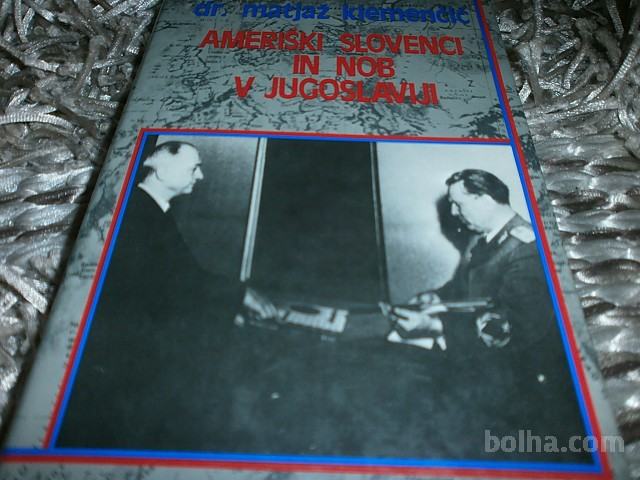 dr. matjaž klemenčič
AMERIŠKI SLOVENCI
IN NOB
V JUGOSLAVIJI
bolha.com